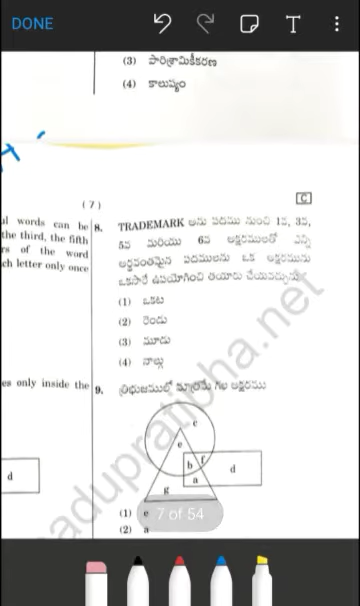 DONE
T
(3) పారిశ్రామికీకరణ
(4) కాలుష్యం
(7)
C
al words can be
the third, the fifth
rs of the word
ch letter only once
8. TRADEMARK అను పదము నుంచి 1వ, 3వ,
5వ మరియు 6వ అక్షరములతో ఎన్ని
అర్థవంతమైన పదములను ఒక అక్షరమును
ఒకసారే ఉపయోగించి తయారు చేయవచ్చును
(1) ఒకటి
(2) రెండు
(3) మూడు
(4) నాల్గు
es only inside the
9. త్రిభుజములో మాత్రమే గల అక్షరము
c
e
b f
d
a
g
d
(1) e
7 of 54
(2) a
adupratibha.net